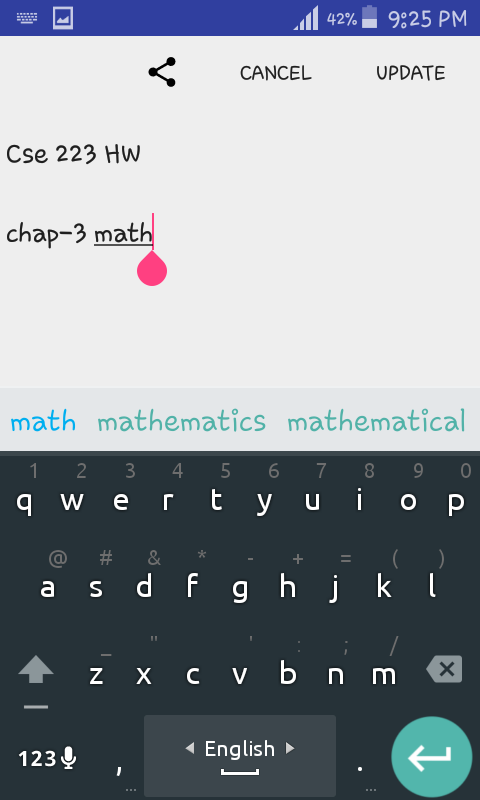 42% 9:25 PM
CANCEL UPDATE
Cse 223 HW
chap-3 math
math mathematics mathematical
1 2 3 4 5 6 7 8 9 0
q w e r t y u i o p
@ # & * - + = ( )
a s d f g h j k l
_ " ' : ; /
z x c v b n m
123 , English .
... ...